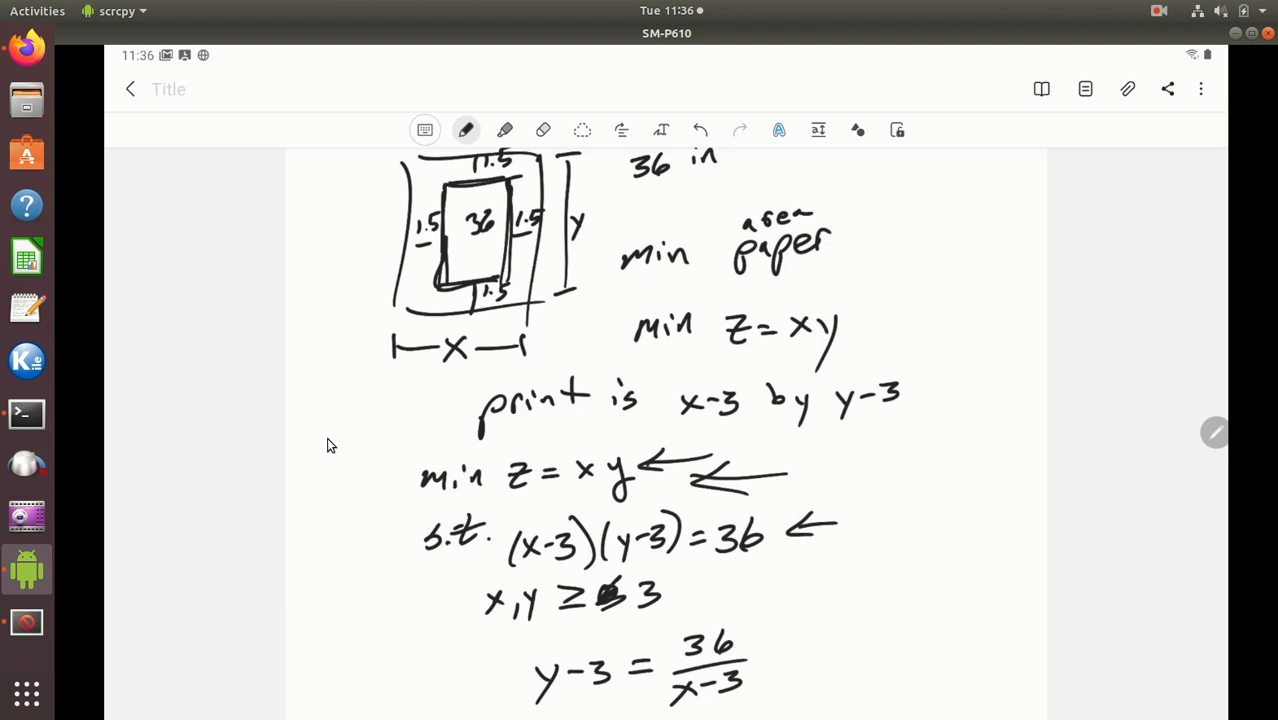 Activities scrcpy Tue 11:36
SM-P610
11:36
Title
1.5
36 in
1.5 36 1.5 y
area
min paper
1.5
min z = xy
x
print is x-3 by y-3
min z = xy
s.t. (x-3)(y-3) = 36
x,y ≥ 3
y-3 = 36/(x-3)